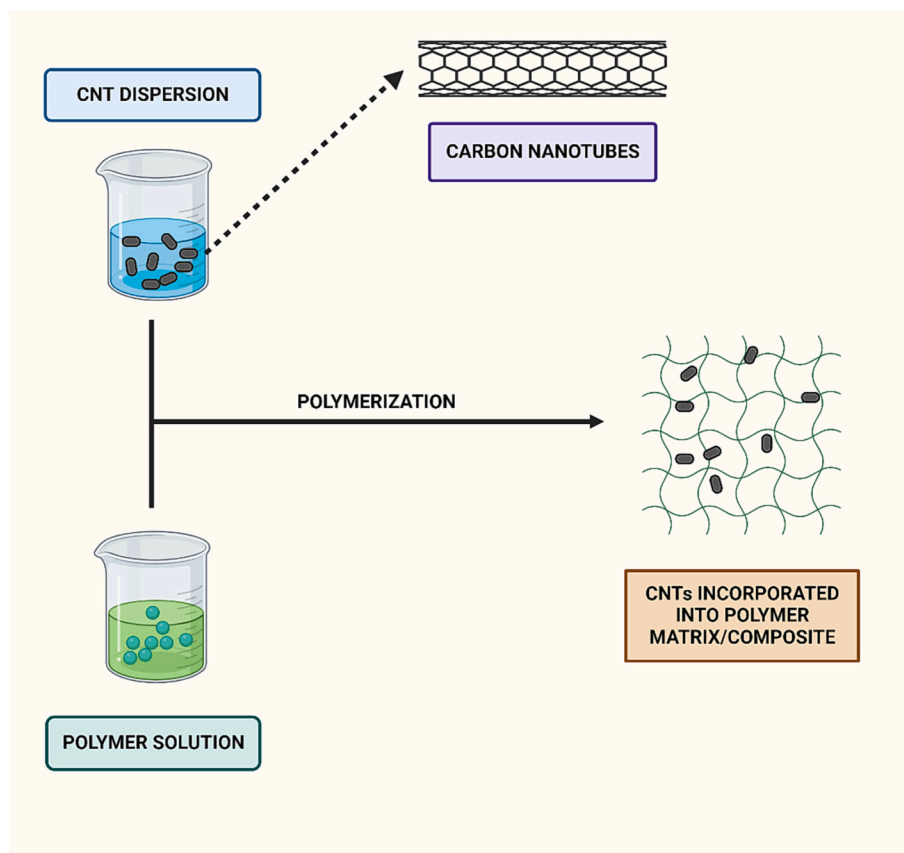 CNT DISPERSION
CARBON NANOTUBES
POLYMERIZATION
CNTs INCORPORATED
INTO POLYMER
MATRIX/COMPOSITE
POLYMER SOLUTION